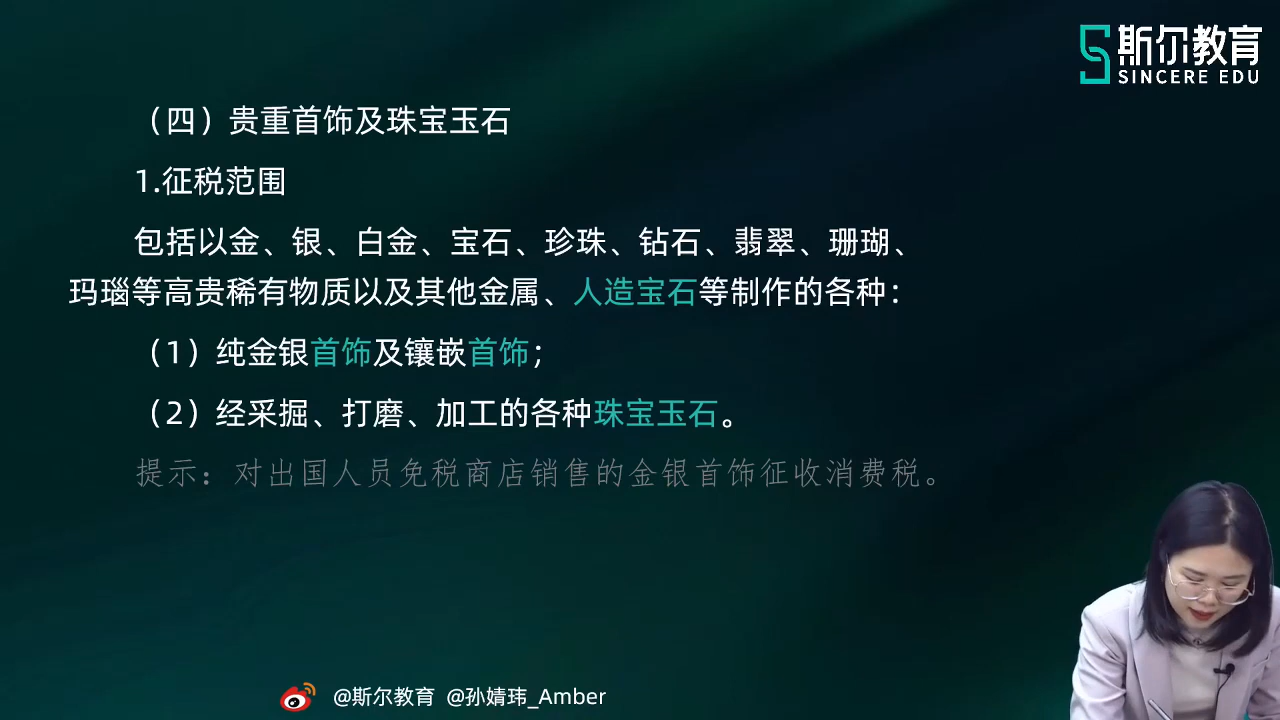 斯尔教育
SINCERE EDU
（四）贵重首饰及珠宝玉石
1.征税范围
包括以金、银、白金、宝石、珍珠、钻石、翡翠、珊瑚、
玛瑙等高贵稀有物质以及其他金属、人造宝石等制作的各种：
（1）纯金银首饰及镶嵌首饰；
（2）经采掘、打磨、加工的各种珠宝玉石。
提示：对出国人员免税商店销售的金银首饰征收消费税。
@斯尔教育 @孙婧玮_Amber